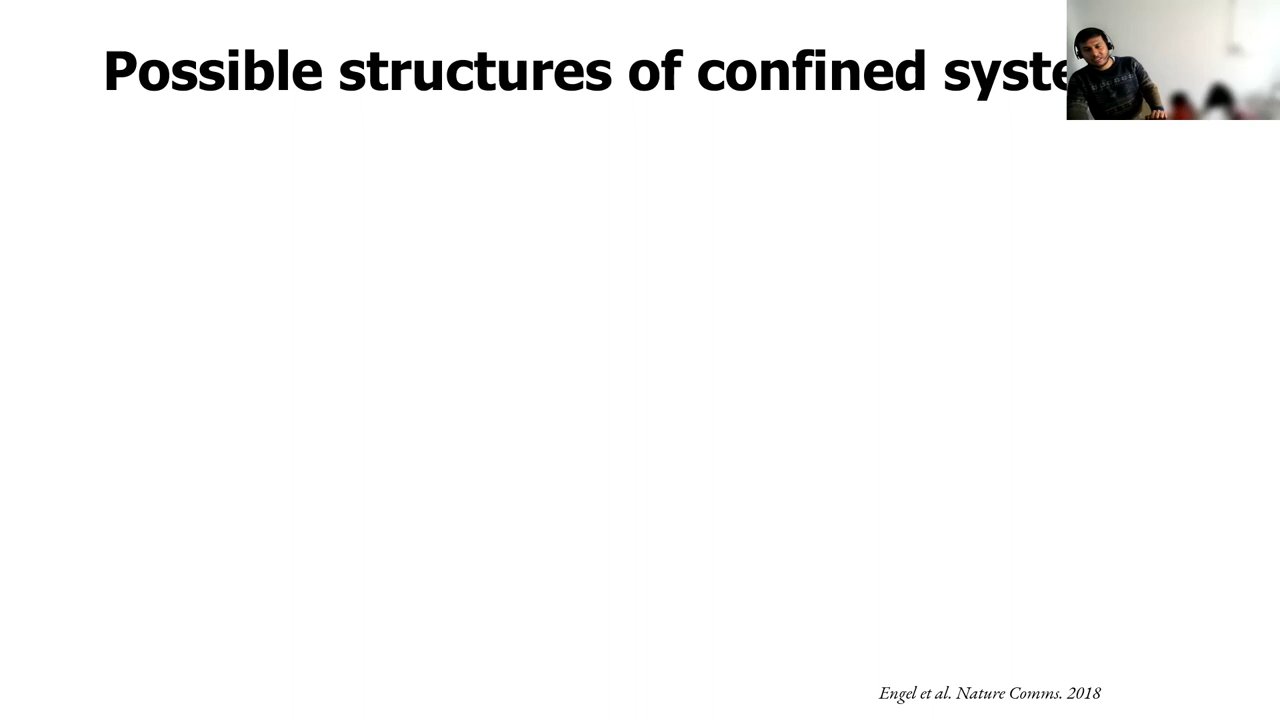 Possible structures of confined syste
Engel et al. Nature Comms. 2018